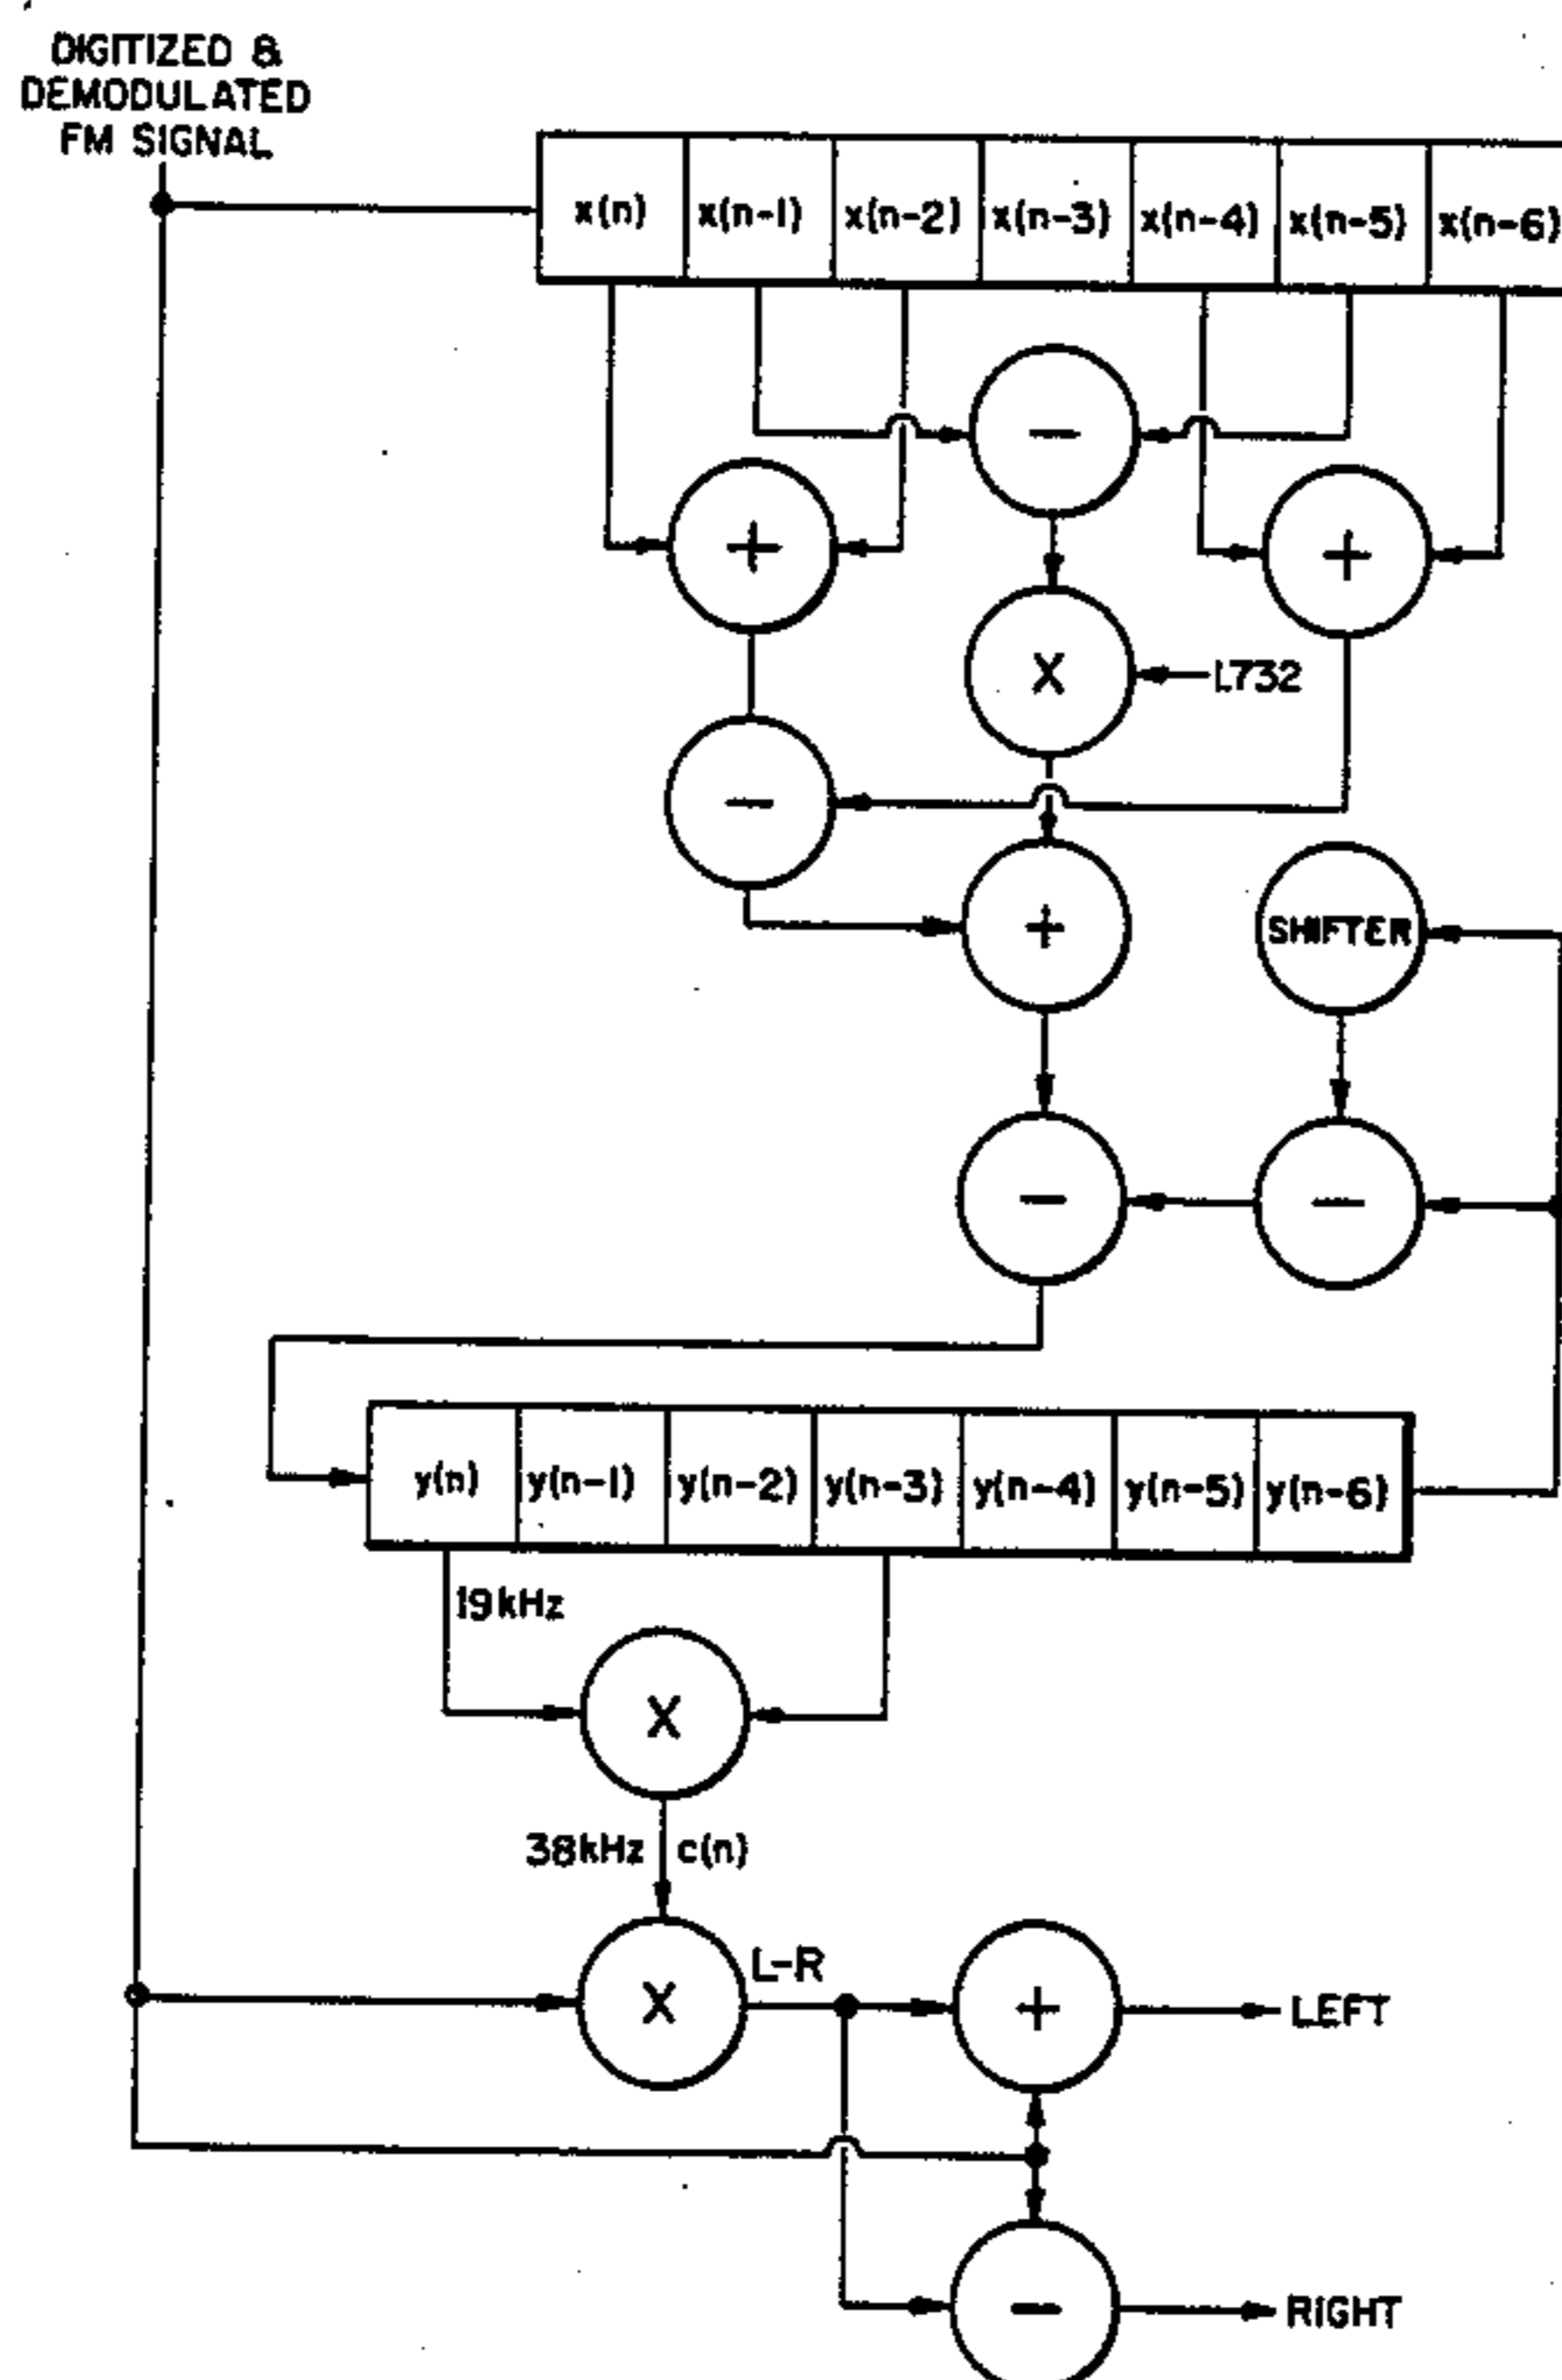 DIGITIZED &
DEMODULATED
FM SIGNAL
x(n) x(n-1) x(n-2) x(n-3) x(n-4) x(n-5) x(n-6)
-
+ +
X 1.732
-
+ SHIFTER
- -
y(n) y(n-1) y(n-2) y(n-3) y(n-4) y(n-5) y(n-6)
19kHz
X
38kHz c(n)
L-R
X + LEFT
- RIGHT